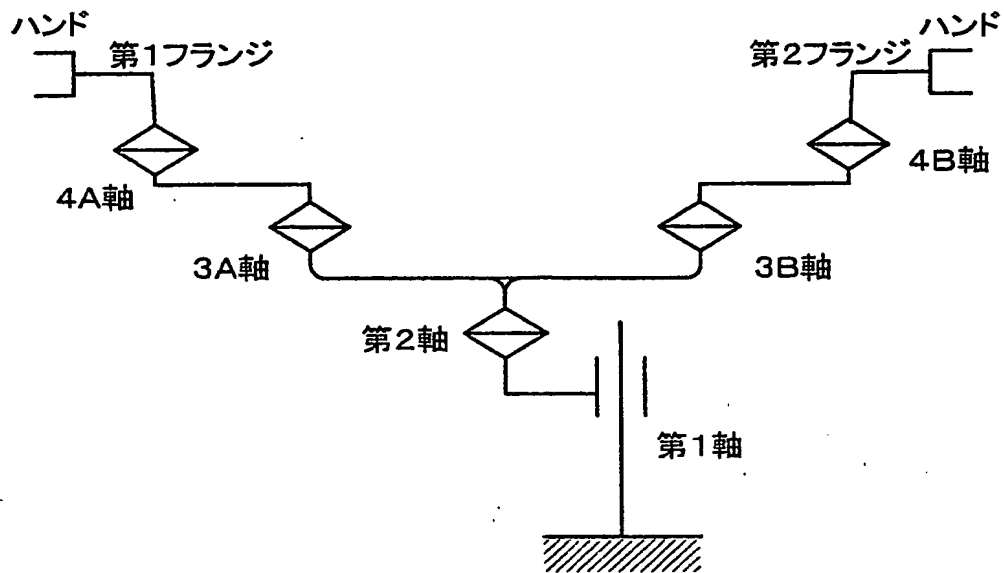 ハンド
ハンド
第1フランジ
第2フランジ
4A軸
4B軸
3A軸
3B軸
第2軸
第1軸